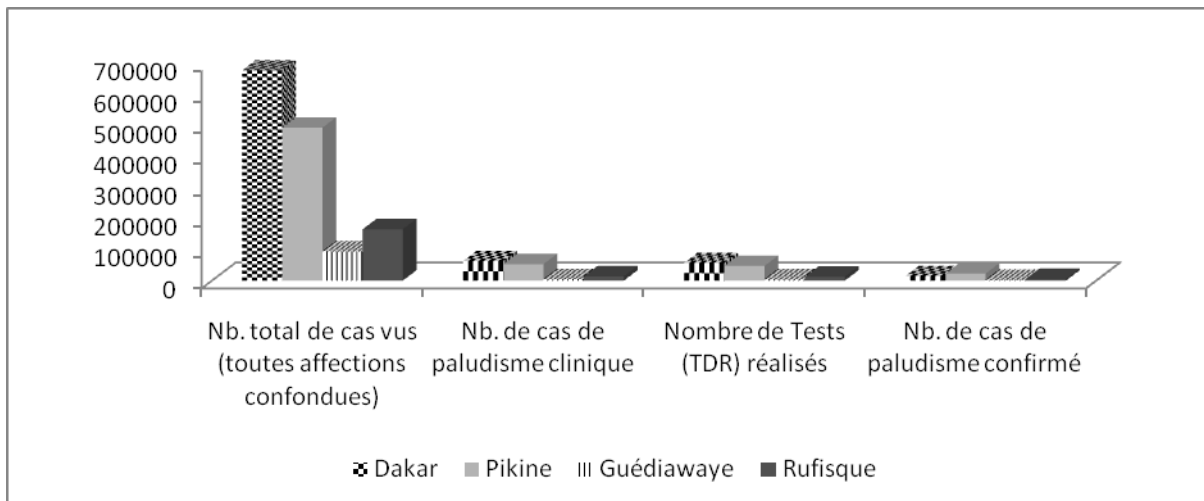 700000
600000
500000
400000
300000
200000
100000
0
Nb. total de cas vus
(toutes affections
confondues)
Nb. de cas de
paludisme clinique
Nombre de Tests
(TDR) réalisés
Nb. de cas de
paludisme confirmé
Dakar Pikine Guédiawaye Rufisque